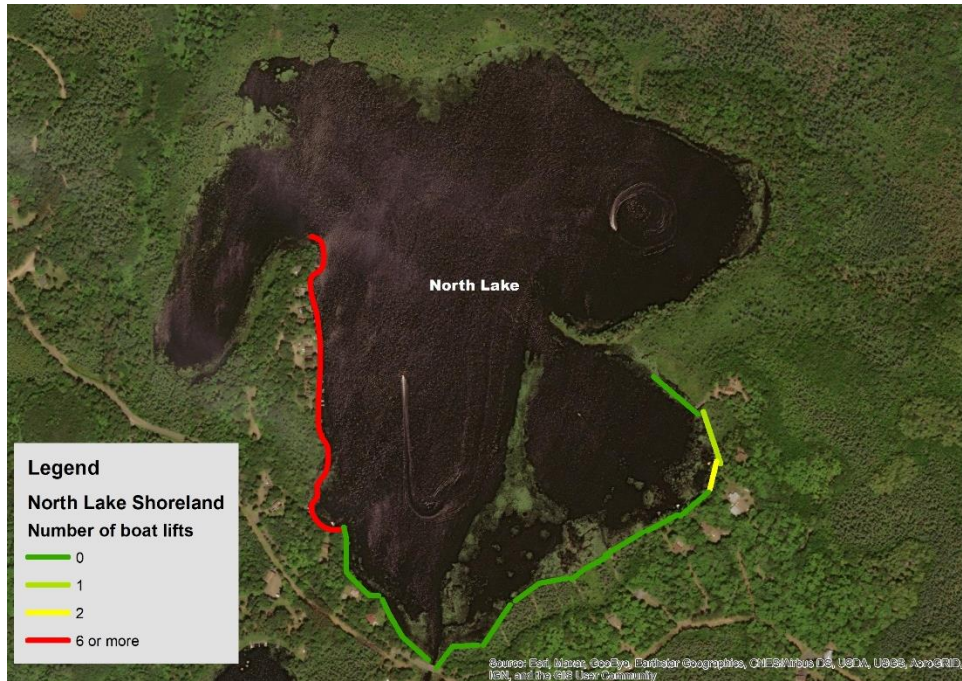 North Lake
Legend
North Lake Shoreland
Number of boat lifts
0
1
2
6 or more
Source: Esri, Maxar, GeoEye, Earthstar Geographics, CNES/Airbus DS, USDA, USGS, AeroGRID,
IGN, and the GIS User Community